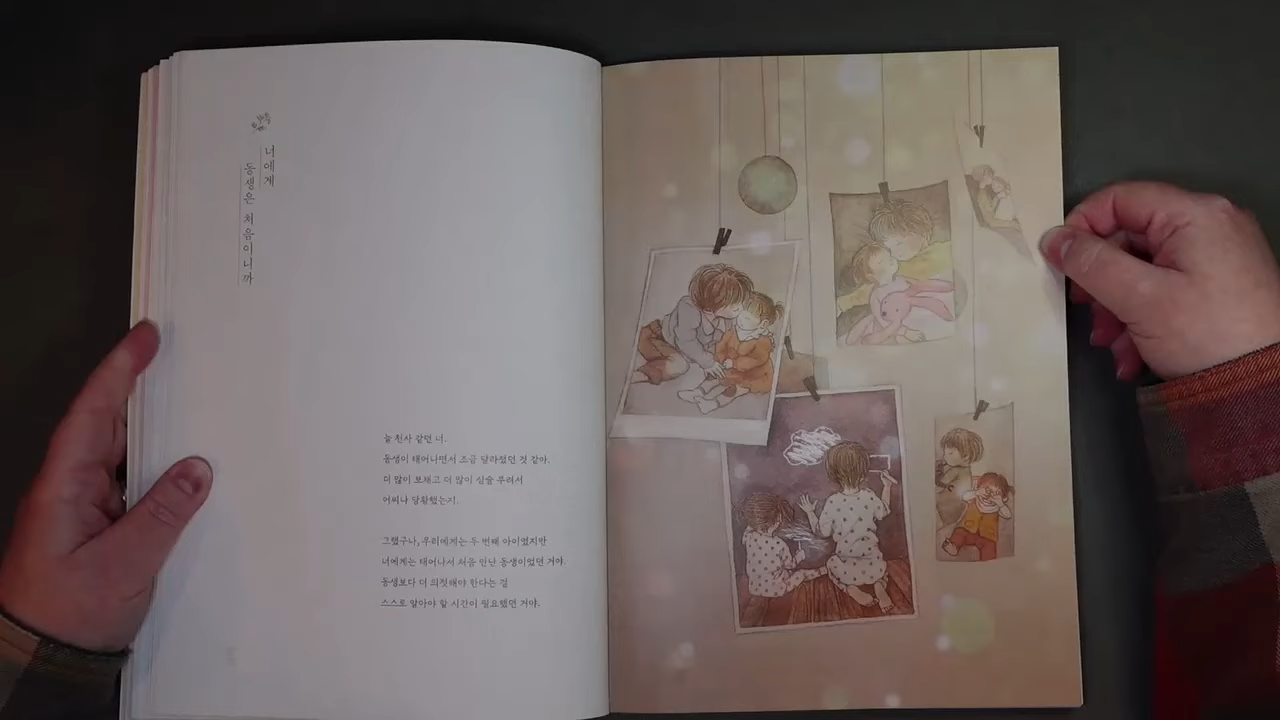 너에게
동생은 처음이니까
늘 천사 같던 너.
동생이 태어나면서 조금 달라졌던 것 같아.
더 많이 보채고 더 많이 심술 부려서
어찌나 당황했는지.
그랬구나, 우리에게는 두 번째 아이였지만
너에게는 태어나서 처음 만난 동생이었던 거야.
동생보다 더 의젓해야 한다는 걸
스스로 알아야 할 시간이 필요했던 거야.